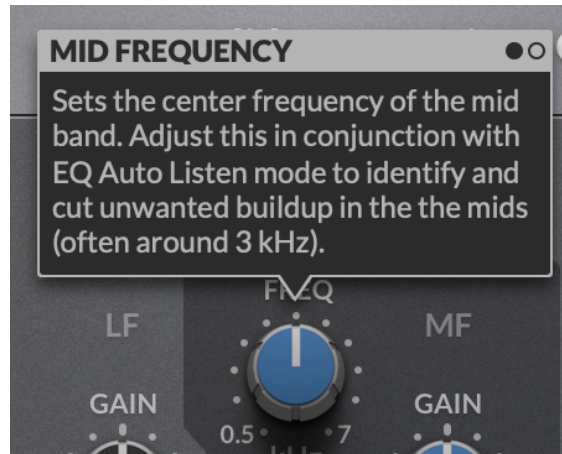 MID FREQUENCY
Sets the center frequency of the mid
band. Adjust this in conjunction with
EQ Auto Listen mode to identify and
cut unwanted buildup in the the mids
(often around 3 kHz).
FREQ
LF
MF
GAIN
GAIN
0.5
7
kHz